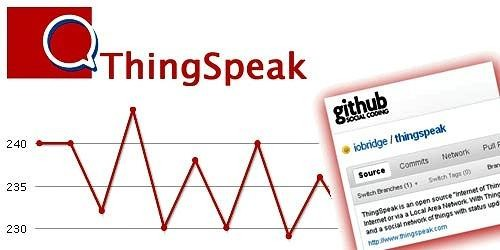 ThingSpeak
240
235
230
github
SOCIAL CODING
iobridge / thingspeak
Source
Commits
Network
Pull
Switch Branches (1)
Switch Tags (0)
Bran
ThingSpeak is an open source "Internet of Thin
Internet or via a Local Area Network. With Thing
and a social network of things with status upd
http://www.thingspeak.com